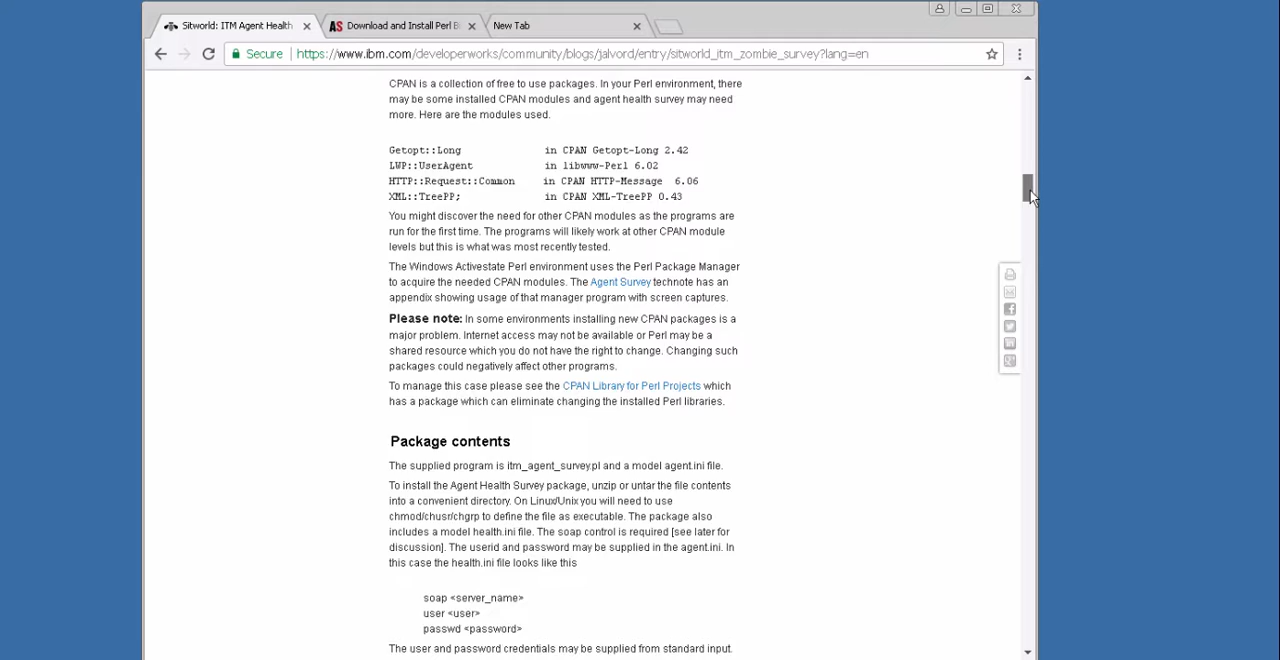 Sitworld: ITM Agent Health
Download and Install Perl B
New Tab
Secure | https://www.ibm.com/developerworks/community/blogs/jalvord/entry/sitworld_itm_zombie_survey?lang=en
CPAN is a collection of free to use packages. In your Perl environment, there
may be some installed CPAN modules and agent health survey may need
more. Here are the modules used.
Getopt::Long in CPAN Getopt-Long 2.42
LWP::UserAgent in libwww-Perl 6.02
HTTP::Request::Common in CPAN HTTP-Message 6.06
XML::TreePP; in CPAN XML-TreePP 0.43
You might discover the need for other CPAN modules as the programs are
run for the first time. The programs will likely work at other CPAN module
levels but this is what was most recently tested.
The Windows Activestate Perl environment uses the Perl Package Manager
to acquire the needed CPAN modules. The Agent Survey technote has an
appendix showing usage of that manager program with screen captures.
Please note: In some environments installing new CPAN packages is a
major problem. Internet access may not be available or Perl may be a
shared resource which you do not have the right to change. Changing such
packages could negatively affect other programs.
To manage this case please see the CPAN Library for Perl Projects which
has a package which can eliminate changing the installed Perl libraries.
Package contents
The supplied program is itm_agent_survey.pl and a model agent.ini file.
To install the Agent Health Survey package, unzip or untar the file contents
into a convenient directory. On Linux/Unix you will need to use
chmod/chusr/chgrp to define the file as executable. The package also
includes a model health.ini file. The soap control is required [see later for
discussion]. The userid and password may be supplied in the agent.ini. In
this case the health.ini file looks like this
soap <server_name>
user <user>
passwd <password>
The user and password credentials may be supplied from standard input.